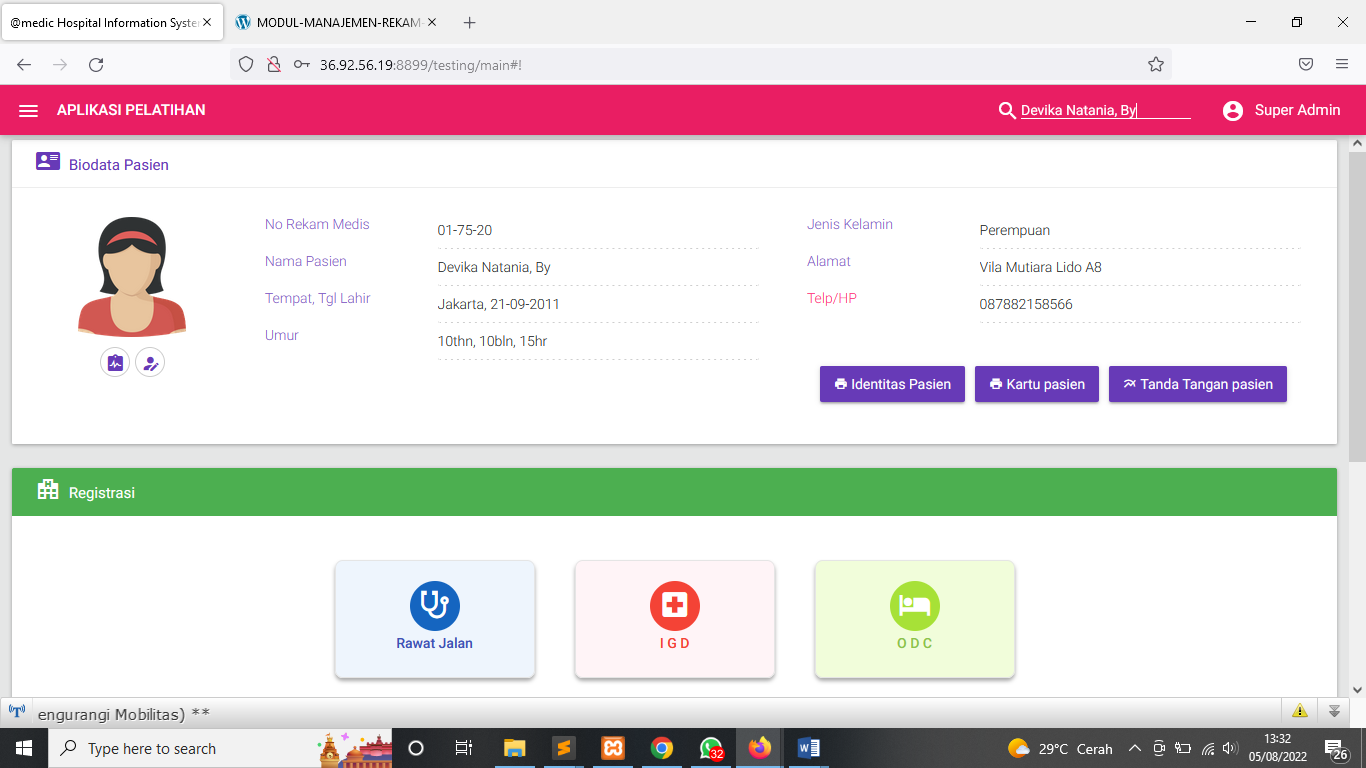 @medic Hospital Information Syste
MODUL-MANAJEMEN-REKAM-
36.92.56.19:8899/testing/main#!
APLIKASI PELATIHAN
Devika Natania, By
Super Admin
Biodata Pasien
No Rekam Medis
01-75-20
Jenis Kelamin
Perempuan
Nama Pasien
Devika Natania, By
Alamat
Vila Mutiara Lido A8
Tempat, Tgl Lahir
Jakarta, 21-09-2011
Telp/HP
087882158566
Umur
10thn, 10bln, 15hr
Identitas Pasien
Kartu pasien
Tanda Tangan pasien
Registrasi
Rawat Jalan
I G D
O D C
engurangi Mobilitas) **
Type here to search
32
29°C Cerah
13:32
05/08/2022
26